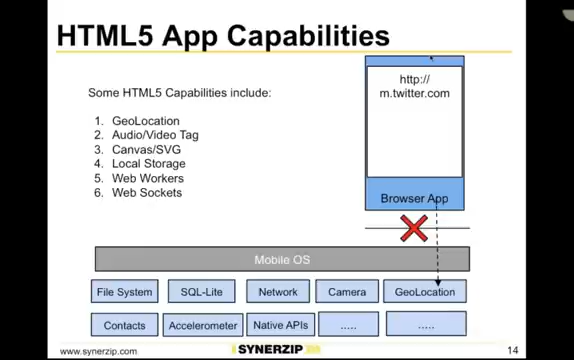 HTML5 App Capabilities
Some HTML5 Capabilities include:
1. GeoLocation
2. Audio/Video Tag
3. Canvas/SVG
4. Local Storage
5. Web Workers
6. Web Sockets
http://
m.twitter.com
Browser App
Mobile OS
File System
SQL-Lite
Network
Camera
GeoLocation
Contacts
Accelerometer
Native APIs
.....
.....
www.synerzip.com
SYNERZIP
14